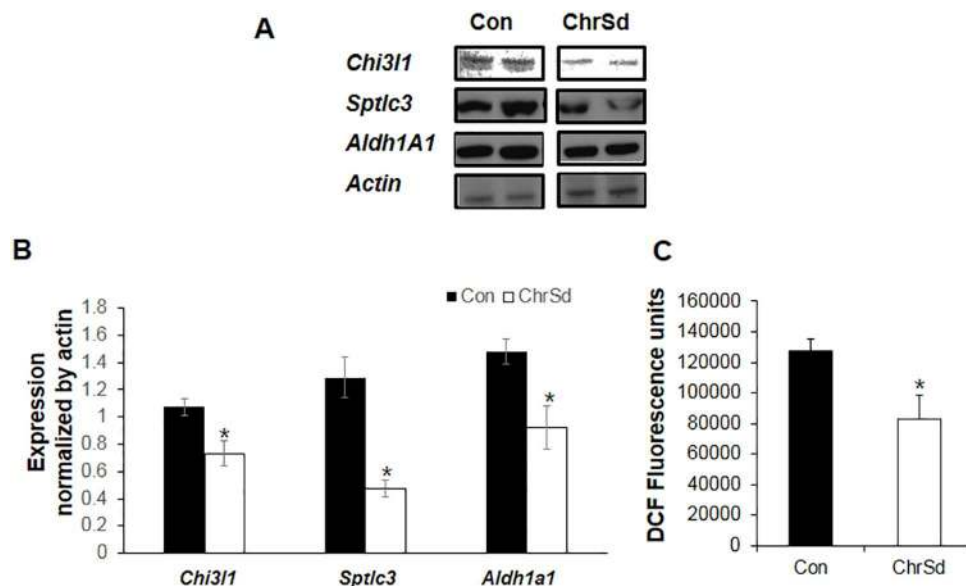 A
Con ChrSd
Chi3l1
Sptlc3
Aldh1A1
Actin
B
Expression
normalized by actin
1.8
1.6
1.4
1.2
1
0.8
0.6
0.4
0.2
0
Con ChrSd
*
*
*
Chi3l1 Sptlc3 Aldh1a1
C
DCF Fluorescence units
160000
140000
120000
100000
80000
60000
40000
20000
0
*
Con ChrSd